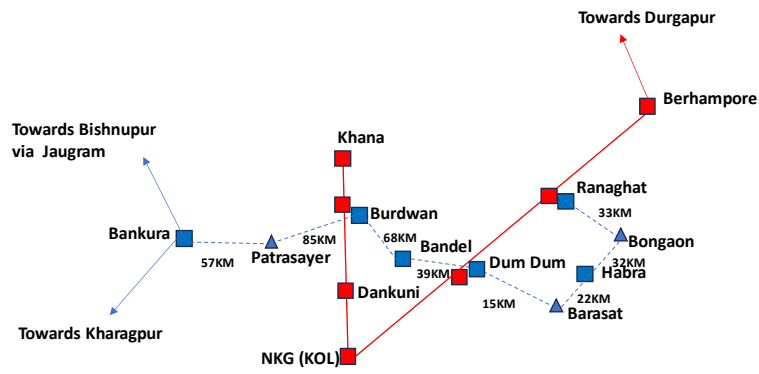 Towards Durgapur
Berhampore
Towards Bishnupur
via Jaugram
Khana
Ranaghat
Burdwan
33KM
Bankura
85KM
68KM
Bongaon
Bandel
57KM
Patrasayer
Dum Dum
32KM
39KM
Habra
Dankuni
15KM
22KM
Barasat
Towards Kharagpur
NKG (KOL)